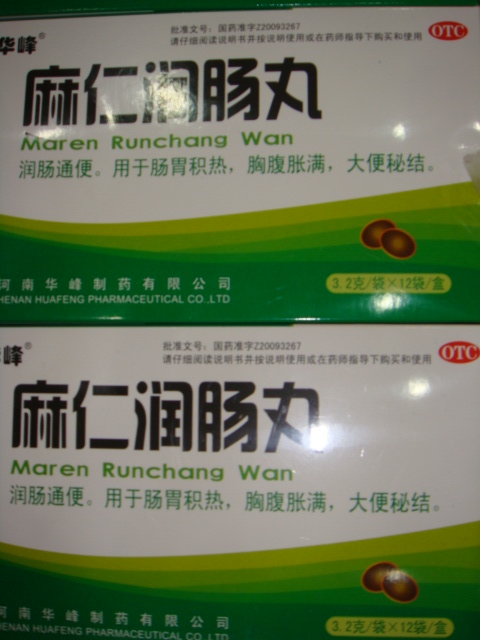 华峰®
批准文号：国药准字Z20093267
请仔细阅读说明书并按说明使用或在药师指导下购买和使用
OTC
麻仁润肠丸
Maren Runchang Wan
润肠通便。用于肠胃积热，胸腹胀满，大便秘结。
河南华峰制药有限公司
HENAN HUAFENG PHARMACEUTICAL CO.,LTD
3.2克/袋×12袋/盒
峰®
批准文号：国药准字Z20093267
请仔细阅读说明书并按说明使用或在药师指导下购买和使用
OTC
麻仁润肠丸
Maren Runchang Wan
润肠通便。用于肠胃积热，胸腹胀满，大便秘结。
河南华峰制药有限公司
HENAN HUAFENG PHARMACEUTICAL CO.,LTD
3.2克/袋×12袋/盒